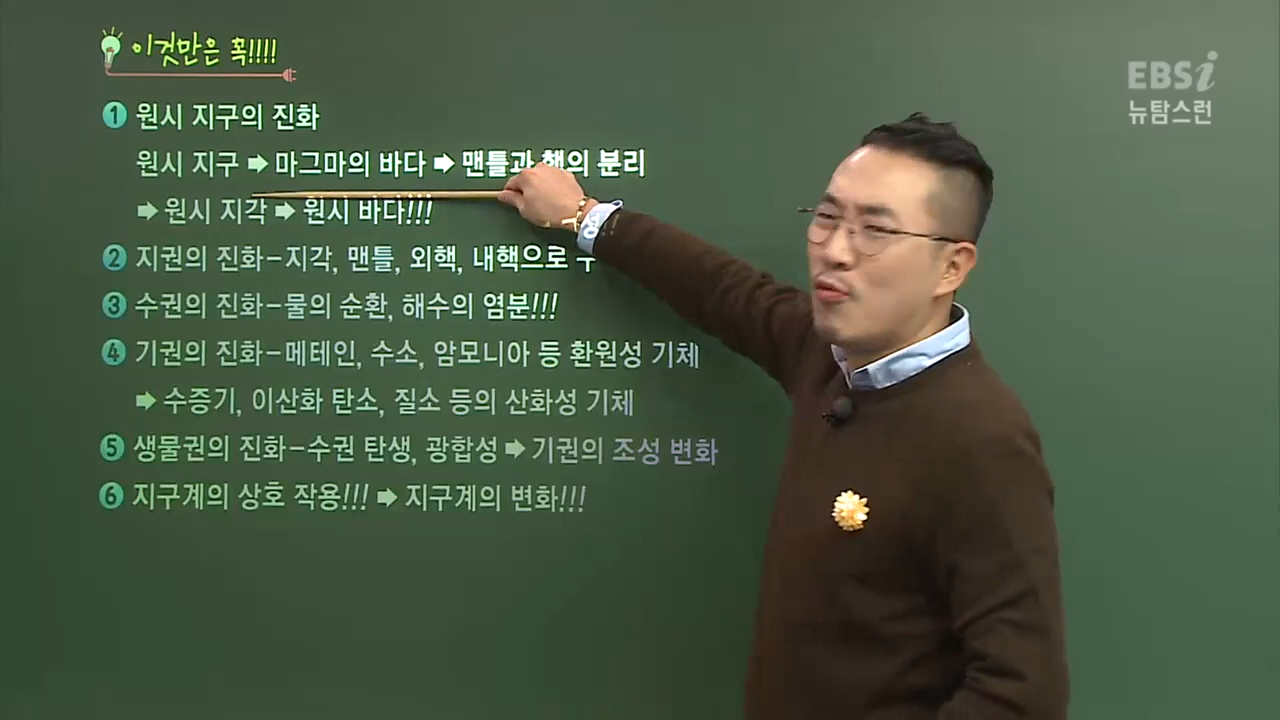 이것만은 혹!!!!
EBSi
뉴탐스런
1 원시 지구의 진화
원시 지구 ➡ 마그마의 바다 ➡ 맨틀과 핵의 분리
➡ 원시 지각 ➡ 원시 바다!!!
2 지권의 진화-지각, 맨틀, 외핵, 내핵으로
3 수권의 진화-물의 순환, 해수의 염분!!!
4 기권의 진화-메테인, 수소, 암모니아 등 환원성 기체
➡ 수증기, 이산화 탄소, 질소 등의 산화성 기체
5 생물권의 진화-수권 탄생, 광합성 ➡ 기권의 조성 변화
6 지구계의 상호 작용!!! ➡ 지구계의 변화!!!